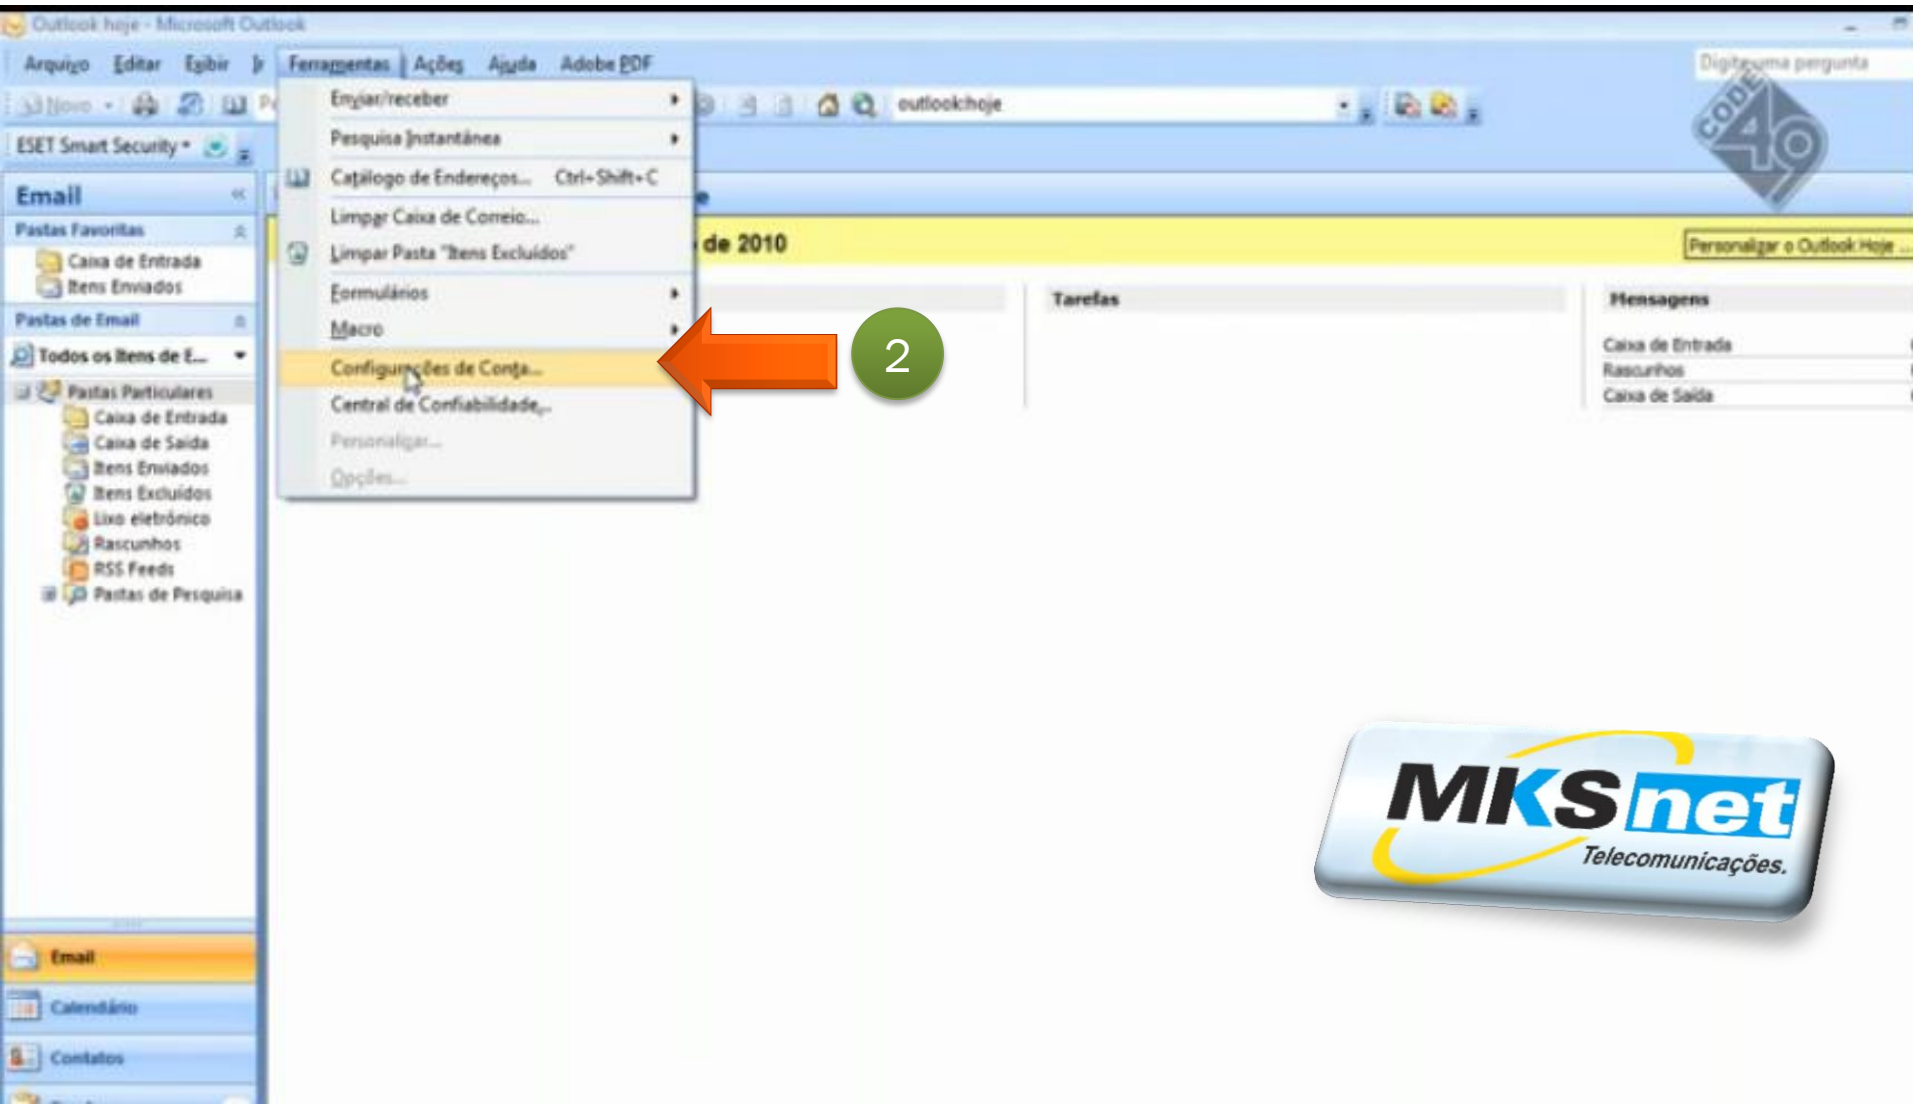 Outlook hoje - Microsoft Outlook
Arquivo Editar Exibir Ir Ferramentas Ações Ajuda Adobe PDF
Digite uma pergunta
Novo
outlook:hoje
ESET Smart Security
Enviar/receber
Pesquisa Instantânea
Catálogo de Endereços... Ctrl+Shift+C
Limpar Caixa de Correio...
Limpar Pasta "Itens Excluídos"
Formulários
Macro
Configurações de Conta...
Central de Confiabilidade...
Personalizar...
Opções...
2
CODE
49
Email
Pastas Favoritas
Caixa de Entrada
Itens Enviados
Pastas de Email
Todos os Itens de E...
Pastas Particulares
Caixa de Entrada
Caixa de Saída
Itens Enviados
Itens Excluídos
Lixo eletrônico
Rascunhos
RSS Feeds
Pastas de Pesquisa
de 2010
Personalizar o Outlook Hoje ...
Tarefas
Mensagens
Caixa de Entrada
Rascunhos
Caixa de Saída
MKSnet
Telecomunicações.
Email
Calendário
Contatos